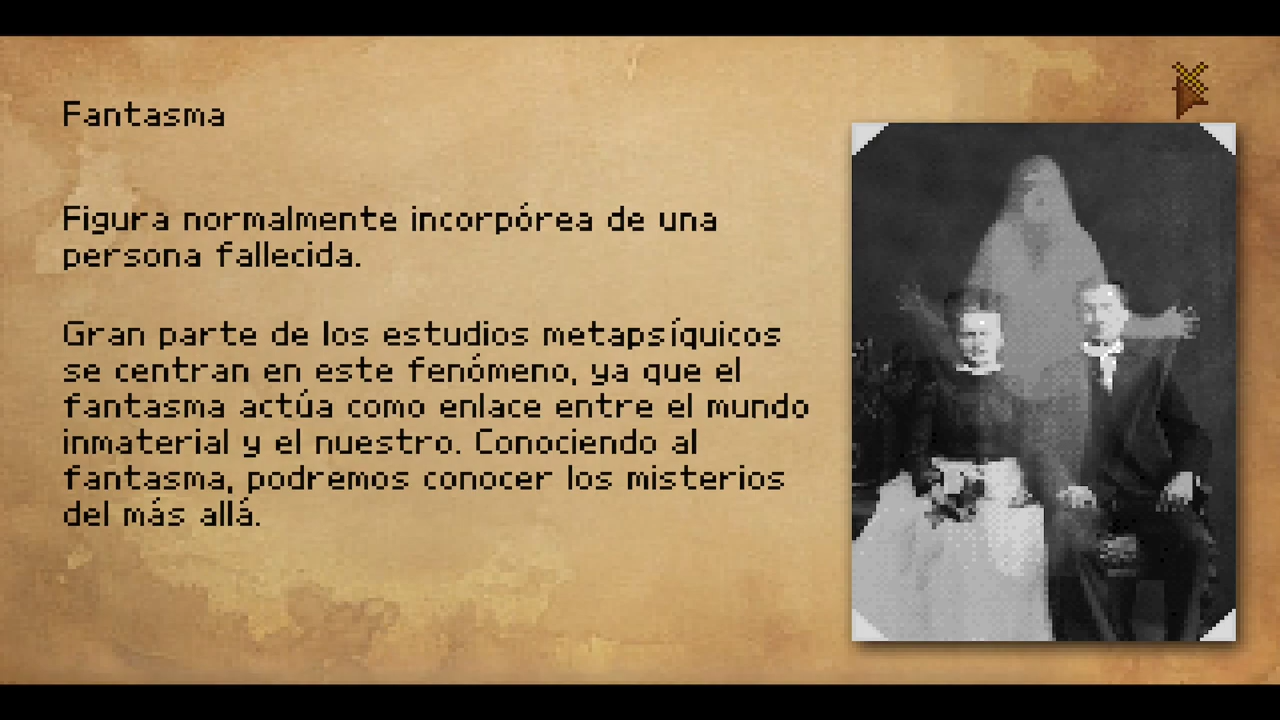 Fantasma
Figura normalmente incorpórea de una
persona fallecida.
Gran parte de los estudios metapsíquicos
se centran en este fenómeno, ya que el
fantasma actúa como enlace entre el mundo
inmaterial y el nuestro. Conociendo al
fantasma, podremos conocer los misterios
del más allá.